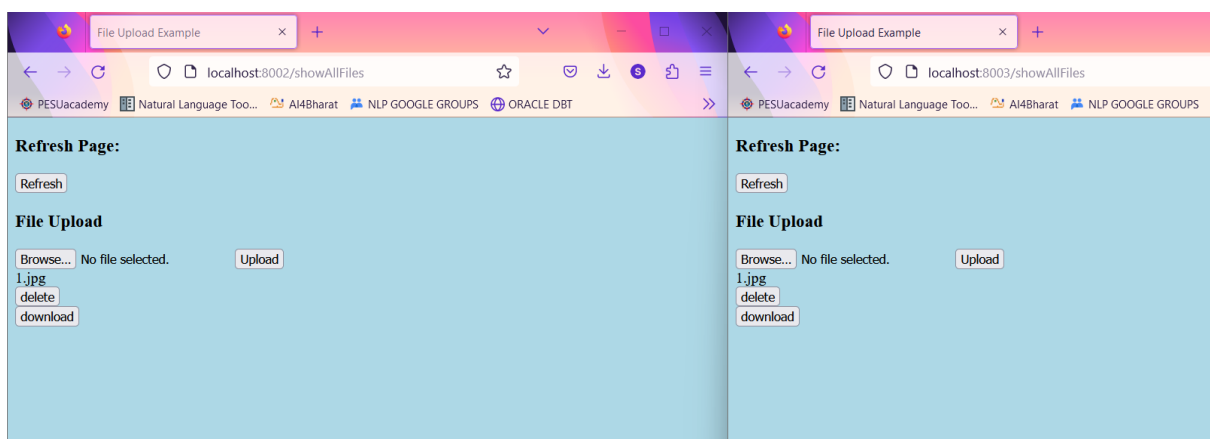 File Upload Example
localhost:8002/showAllFiles
S
PESUacademy Natural Language Too... AI4Bharat NLP GOOGLE GROUPS ORACLE DBT
Refresh Page:
Refresh
File Upload
Browse... No file selected. Upload
1.jpg
delete
download
File Upload Example
localhost:8003/showAllFiles
PESUacademy Natural Language Too... AI4Bharat NLP GOOGLE GROUPS
Refresh Page:
Refresh
File Upload
Browse... No file selected. Upload
1.jpg
delete
download